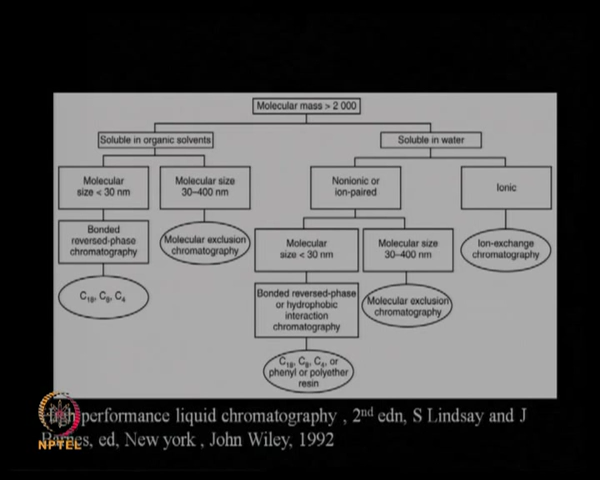 Molecular mass > 2 000
Soluble in organic solvents
Soluble in water
Molecular
size < 30 nm
Molecular size
30–400 nm
Nonionic or
ion-paired
Ionic
Bonded
reversed-phase
chromatography
Molecular exclusion
chromatography
Molecular
size < 30 nm
Molecular size
30–400 nm
Ion-exchange
chromatography
C18, C8, C4
Bonded reversed-phase
or hydrophobic
interaction
chromatography
Molecular exclusion
chromatography
C18, C8, C4, or
phenyl or polyether
resin
performance liquid chromatography , 2nd edn, S Lindsay and J
ed, New york , John Wiley, 1992
NPTEL